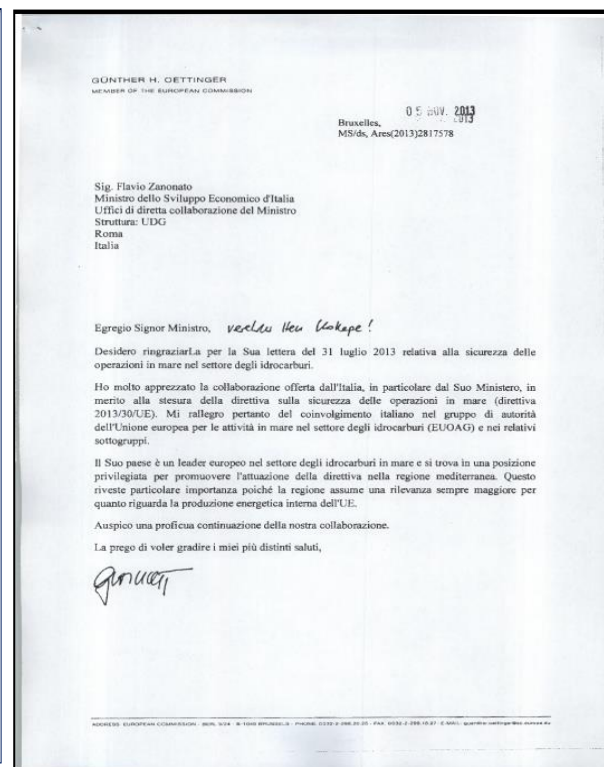 GÜNTHER H. OETTINGER
MEMBER OF THE EUROPEAN COMMISSION
05 NOV. 2013
Bruxelles, 2013
MS/ds, Ares(2013)2817578
Sig. Flavio Zanonato
Ministro dello Sviluppo Economico d'Italia
Uffici di diretta collaborazione del Ministro
Struttura: UDG
Roma
Italia
Egregio Signor Ministro,
Desidero ringraziarLa per la Sua lettera del 31 luglio 2013 relativa alla sicurezza delle
operazioni in mare nel settore degli idrocarburi.
Ho molto apprezzato la collaborazione offerta dall'Italia, in particolare dal Suo Ministero, in
merito alla stesura della direttiva sulla sicurezza delle operazioni in mare (direttiva
2013/30/UE). Mi rallegro pertanto del coinvolgimento italiano nel gruppo di autorità
dell'Unione europea per le attività in mare nel settore degli idrocarburi (EUOAG) e nei relativi
sottogruppi.
Il Suo paese è un leader europeo nel settore degli idrocarburi in mare e si trova in una posizione
privilegiata per promuovere l'attuazione della direttiva nella regione mediterranea. Questo
riveste particolare importanza poiché la regione assume una rilevanza sempre maggiore per
quanto riguarda la produzione energetica interna dell'UE.
Auspico una proficua continuazione della nostra collaborazione.
La prego di voler gradire i miei più distinti saluti,
ADDRESS: EUROPEAN COMMISSION - BERL - BRUSSELS - PHONE - FAX - E-MAIL: